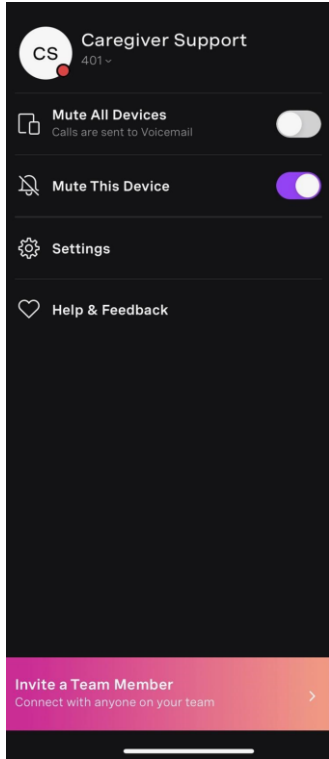 CS
Caregiver Support
401
Mute All Devices
Calls are sent to Voicemail
Mute This Device
Settings
Help & Feedback
Invite a Team Member
Connect with anyone on your team